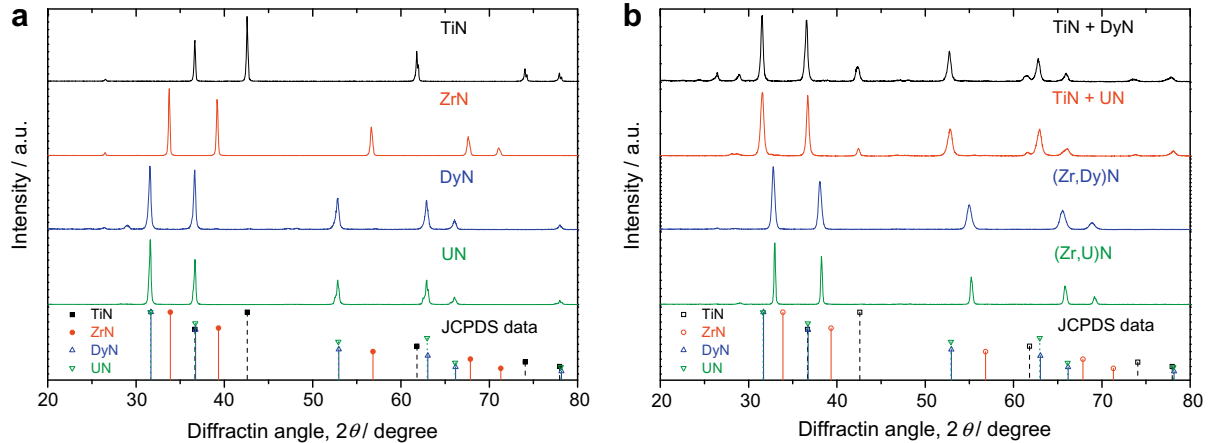 a
TiN
ZrN
DyN
UN
TiN
ZrN
DyN
UN
JCPDS data
Intensity / a.u.
20 30 40 50 60 70 80
Diffractin angle, 2θ/ degree
b
TiN + DyN
TiN + UN
(Zr,Dy)N
(Zr,U)N
TiN
ZrN
DyN
UN
JCPDS data
Intensity / a.u.
20 30 40 50 60 70 80
Diffractin angle, 2 θ/ degree